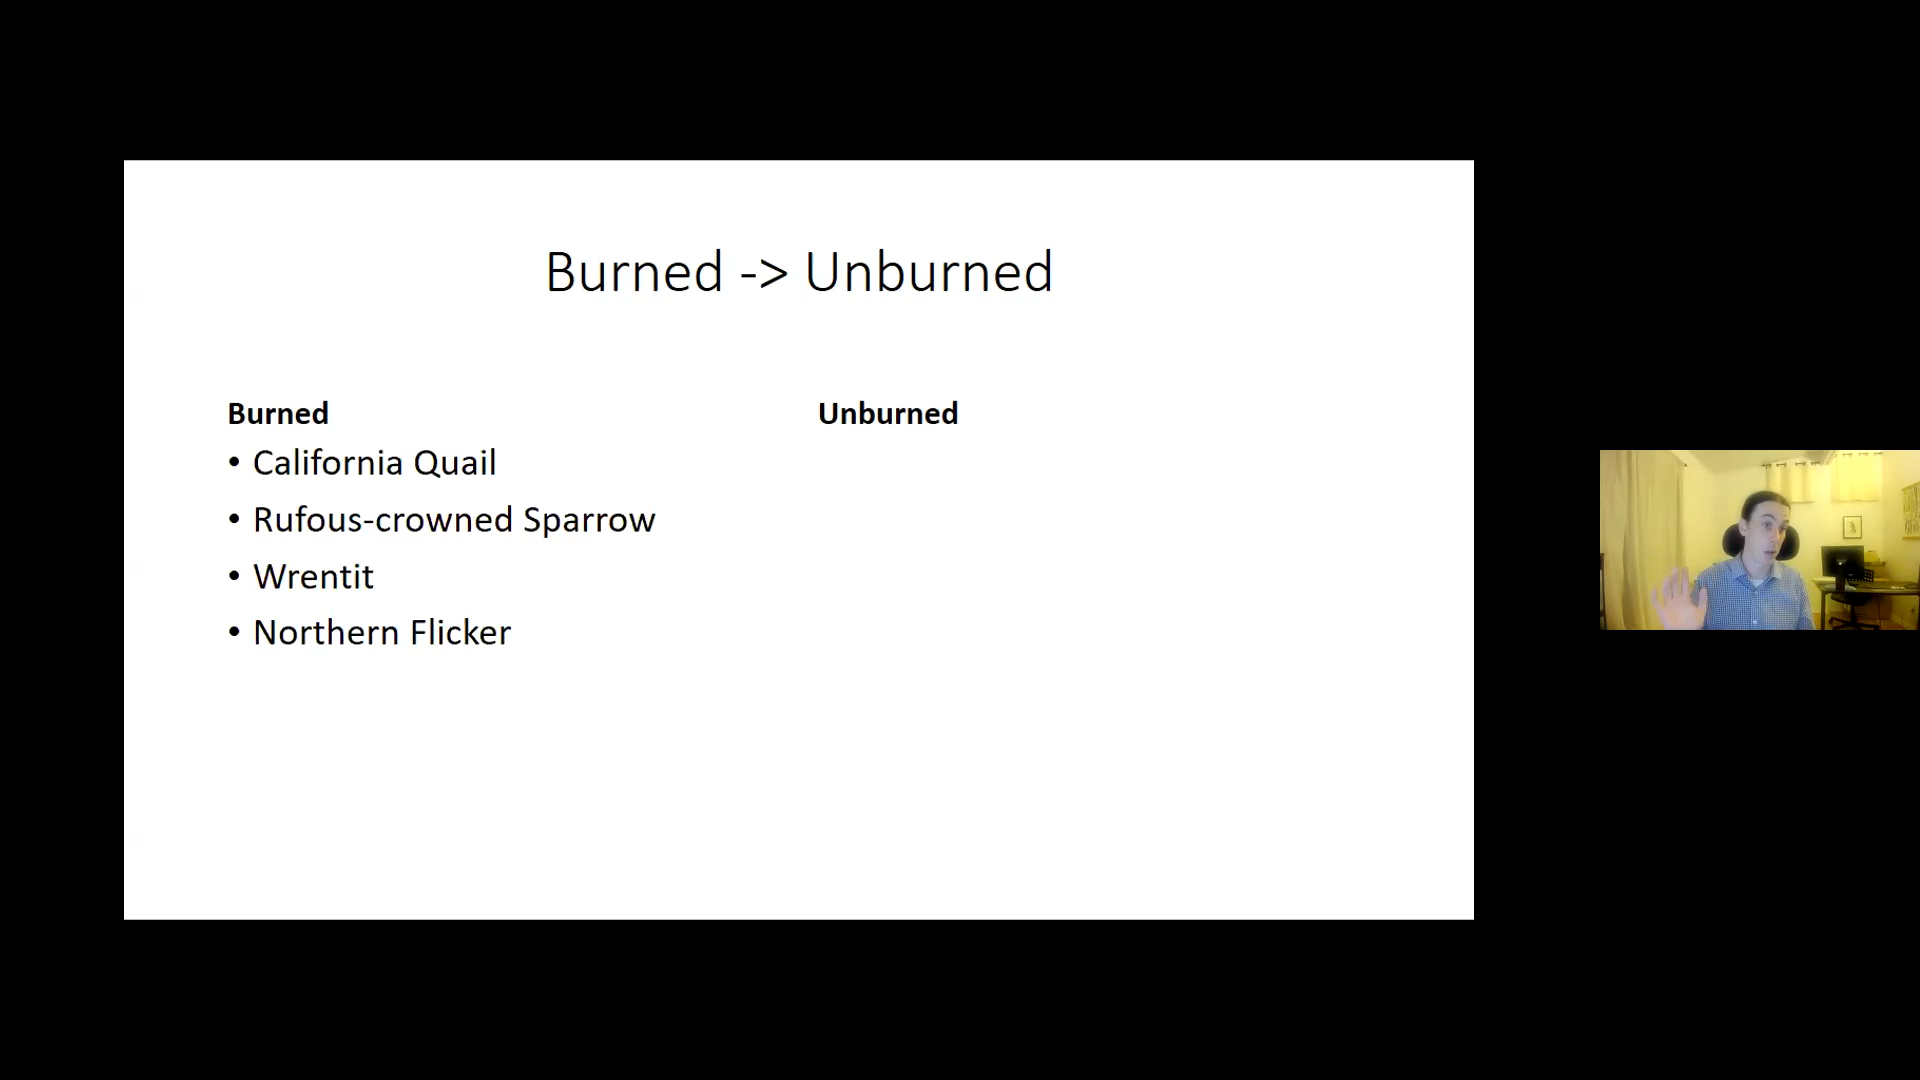 Burned -> Unburned
Burned
• California Quail
• Rufous-crowned Sparrow
• Wrentit
• Northern Flicker
Unburned